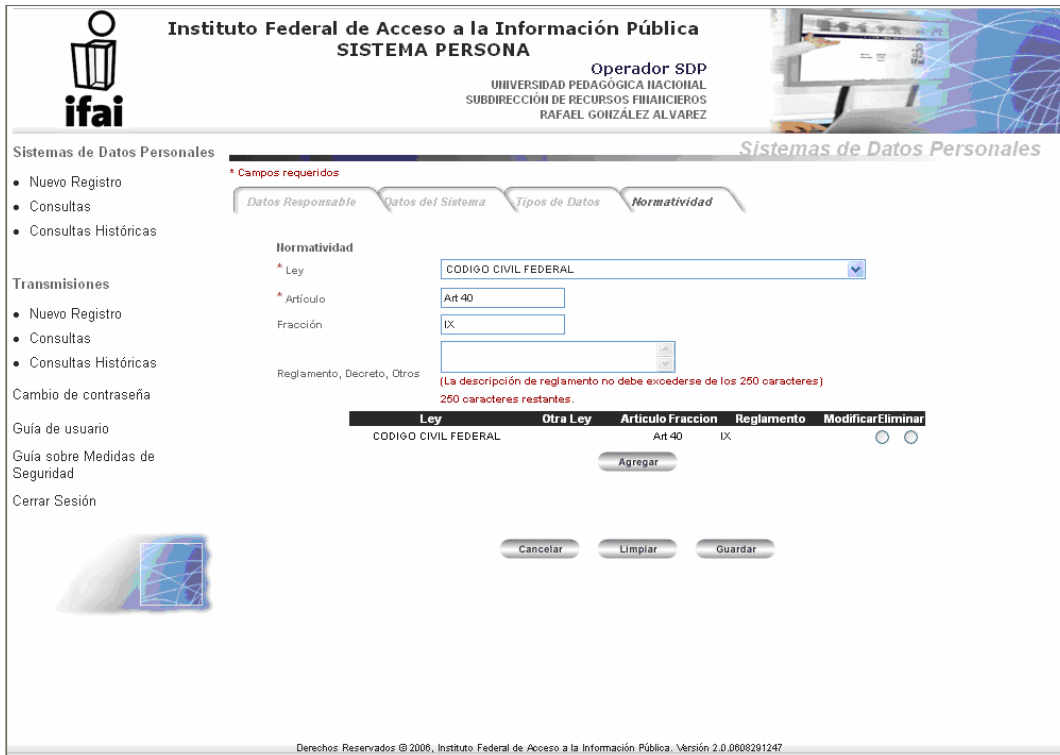 Instituto Federal de Acceso a la Información Pública
SISTEMA PERSONA
Operador SDP
UNIVERSIDAD PEDAGÓGICA NACIONAL
SUBDIRECCIÓN DE RECURSOS FINANCIEROS
RAFAEL GONZÁLEZ ALVAREZ
ifai
Sistemas de Datos Personales
• Nuevo Registro
• Consultas
• Consultas Históricas
Transmisiones
• Nuevo Registro
• Consultas
• Consultas Históricas
Cambio de contraseña
Guía de usuario
Guía sobre Medidas de
Seguridad
Cerrar Sesión
Sistemas de Datos Personales
* Campos requeridos
Datos Responsable Datos del Sistema Tipos de Datos Normatividad
Normatividad
* Ley CODIGO CIVIL FEDERAL
* Artículo Art 40
Fracción IX
Reglamento, Decreto, Otros
(La descripción de reglamento no debe excederse de los 250 caracteres)
250 caracteres restantes.
Ley Otra Ley Articulo Fraccion Reglamento Modificar Eliminar
CODIGO CIVIL FEDERAL Art 40 IX
Agregar
Cancelar Limpiar Guardar
Derechos Reservados © 2006, Instituto Federal de Acceso a la Información Pública. Versión 2.0.0608291247